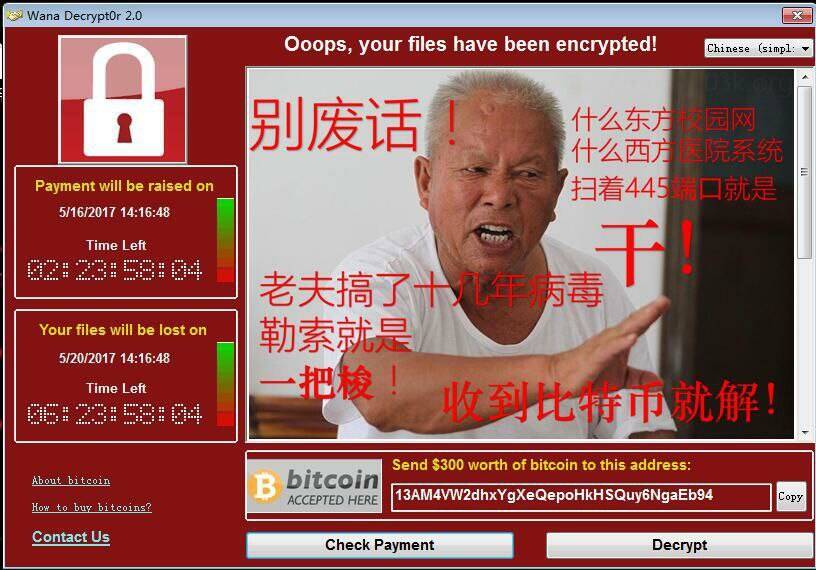 Wana Decrypt0r 2.0
Ooops, your files have been encrypted!
Chinese (simpl:
Payment will be raised on
5/16/2017 14:16:48
Time Left
02:23:58:04
Your files will be lost on
5/20/2017 14:16:48
Time Left
06:23:58:04
About bitcoin
How to buy bitcoins?
Contact Us
别废话！
什么东方校园网
什么西方医院系统
扫着445端口就是
干！
老夫搞了十几年病毒
勒索就是
一把梭！
收到比特币就解！
bitcoin
ACCEPTED HERE
Send $300 worth of bitcoin to this address:
13AM4VW2dhxYgXeQepoHkHSQuy6NgaEb94
Copy
Check Payment
Decrypt